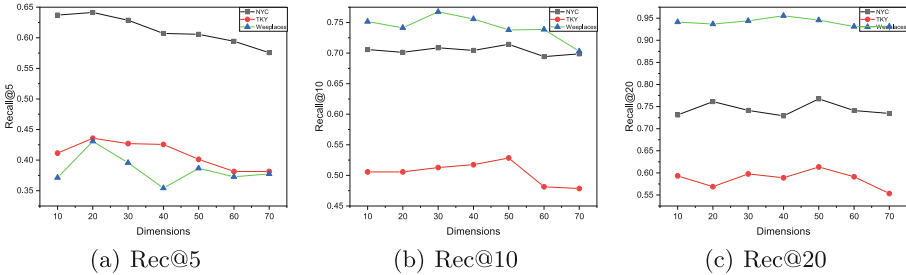 0.65
0.60
0.55
0.50
0.45
0.40
0.35
Recall@5
10 20 30 40 50 60 70
Dimensions
NYC
TKY
Weeplaces
(a) Rec@5
0.75
0.70
0.65
0.60
0.55
0.50
0.45
Recall@10
10 20 30 40 50 60 70
Dimensions
NYC
TKY
Weeplaces
(b) Rec@10
0.95
0.90
0.85
0.80
0.75
0.70
0.65
0.60
0.55
Recall@20
10 20 30 40 50 60 70
Dimensions
NYC
TKY
Weeplaces
(c) Rec@20